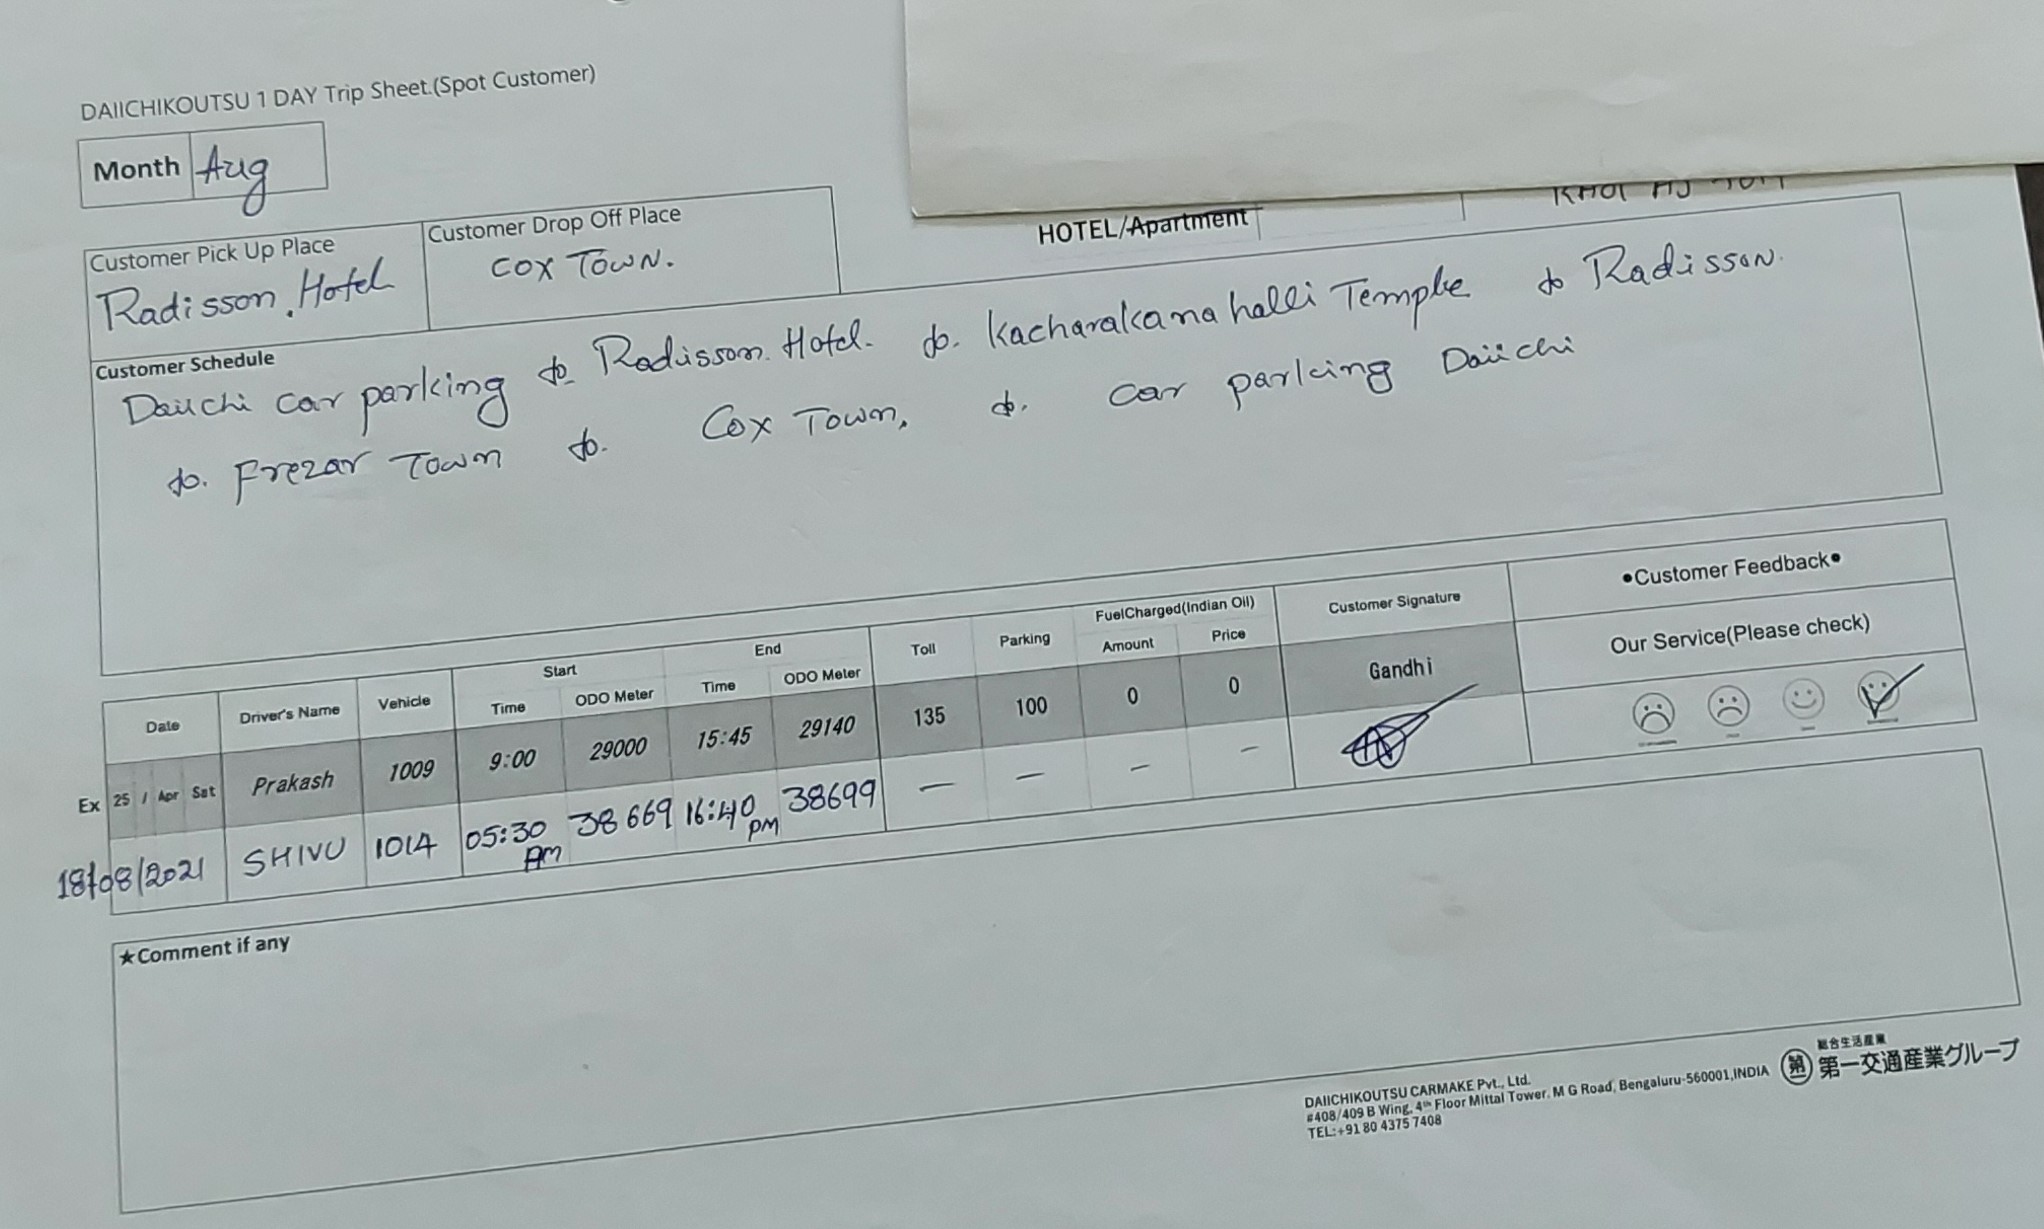 DAIICHIKOUTSU 1 DAY Trip Sheet.(Spot Customer)
Month Aug
Customer Pick Up Place Customer Drop Off Place
Radisson Hotel COX TOWN.
HOTEL/Apartment
Customer Schedule
Daiichi car parking to Radisson Hotel. to. Kacharakanahalli Temple to Radisson.
to. Frezar Town to. Cox Town, to. car parking Daiichi
Date Driver's Name Vehicle Start End Toll Parking FuelCharged(Indian Oil) Customer Signature •Customer Feedback•
Time ODO Meter Time ODO Meter Amount Price Our Service(Please check)
Ex 25 / Apr Sat Prakash 1009 9:00 29000 15:45 29140 135 100 0 0 Gandhi
18/08/2021 SHIVU 1014 05:30 AM 38669 16:40 PM 38699 — — — —
★Comment if any
DAIICHIKOUTSU CARMAKE Pvt., Ltd.
#408/409 B Wing, 4th Floor Mittal Tower, M G Road, Bengaluru-560001,INDIA
TEL:+91 80 4375 7408
総合生活産業
第一交通産業グループ